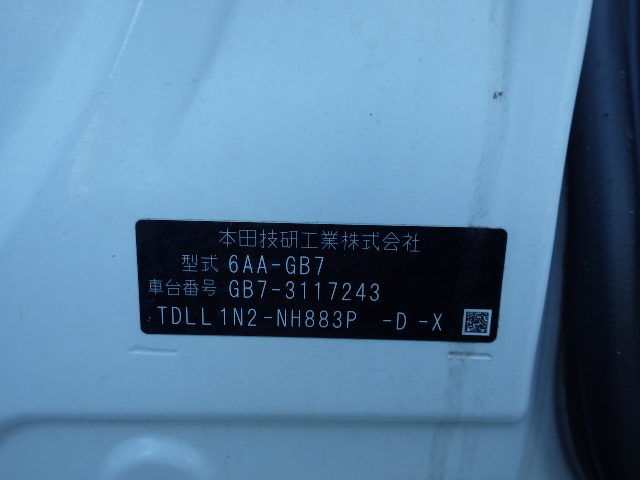 本田技研工業株式会社
型式 6AA-GB7
車台番号 GB7-3117243
TDLL1N2-NH883P -D-X